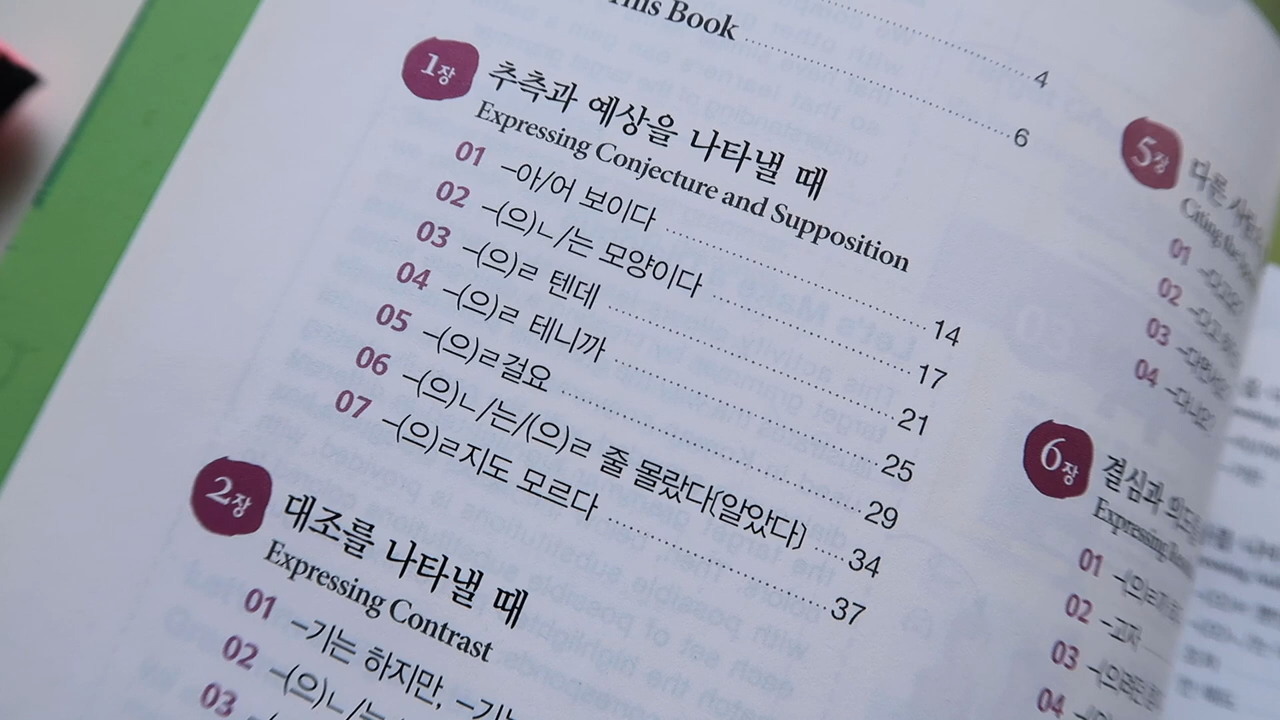 This Book
4
6
1장 추측과 예상을 나타낼 때
Expressing Conjecture and Supposition
01 –아/어 보이다 14
02 –(으)ㄴ/는 모양이다 17
03 –(으)ㄹ 텐데 21
04 –(으)ㄹ 테니까 25
05 –(으)ㄹ걸요 29
06 –(으)ㄴ/는/(으)ㄹ 줄 몰랐다(알았다) 34
07 –(으)ㄹ지도 모르다 37
2장 대조를 나타낼 때
Expressing Contrast
01 –기는 하지만, –기는
02 –(으)ㄴ/는
03
5장 다른
Citing
01
02
03
04
6장 결심과
Expressing
01
02 –고자
03
04